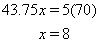 43.75x = 5(70)
x = 8